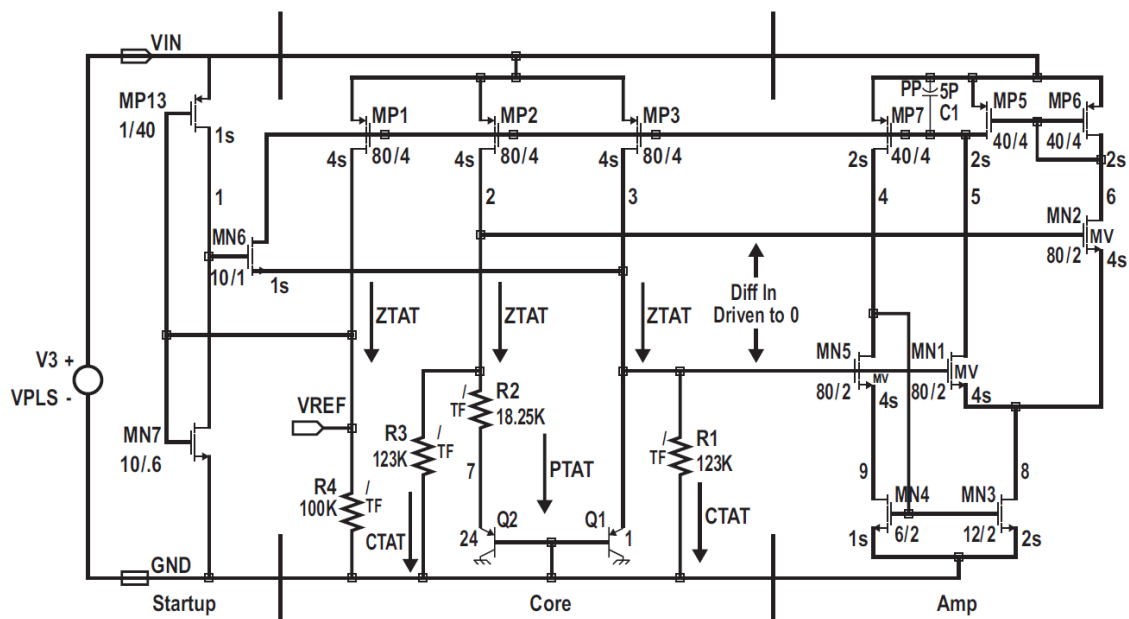 VIN
MP13
1/40
1s
1
MN6
10/1
1s
V3 +
VPLS -
MN7
10/.6
GND
Startup
MP1
4s
80/4
MP2
4s
80/4
2
MP3
4s
80/4
3
ZTAT
ZTAT
ZTAT
Diff In
Driven to 0
VREF
R4
100K
/
TF
R3
123K
/
TF
CTAT
/
TF
R2
18.25K
7
PTAT
Q2
24
Q1
1
/
TF
R1
123K
CTAT
Core
PP
5P
C1
MP7
2s
40/4
4
MP5
40/4
2s
5
MP6
40/4
2s
6
MN2
MV
80/2
4s
MN5
80/2
MV
4s
MN1
MV
80/2
4s
9
MN4
1s
6/2
8
MN3
12/2
2s
Amp